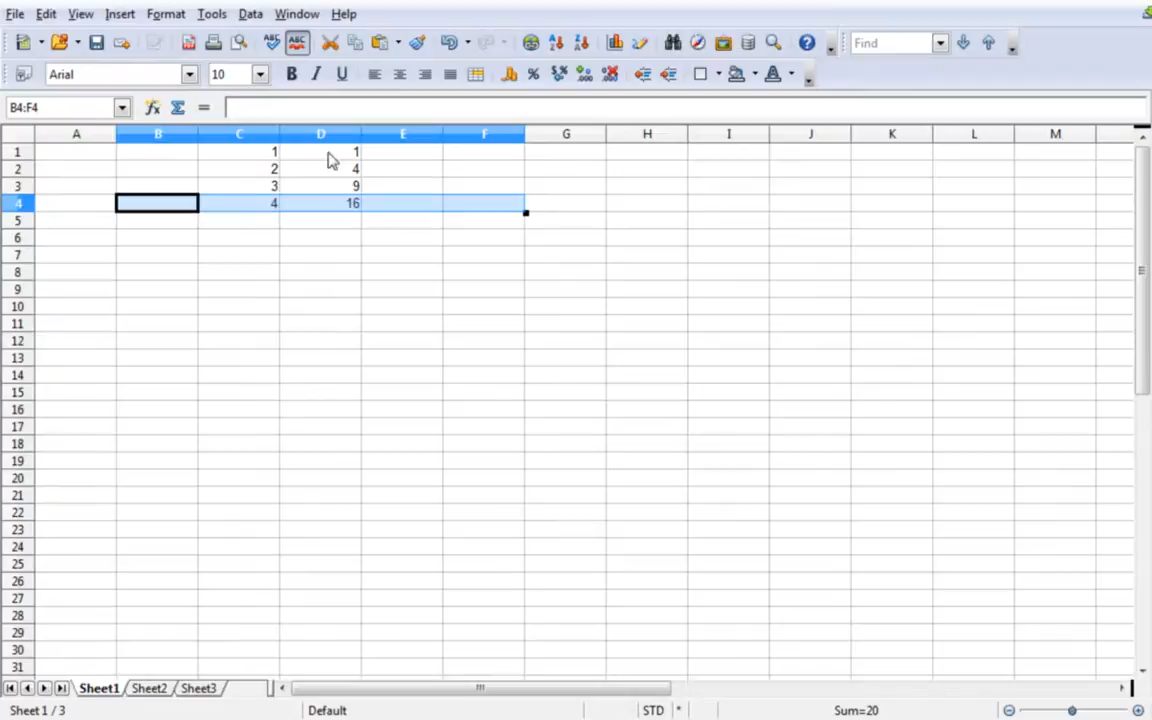 File Edit View Insert Format Tools Data Window Help
ABC ABC Find
Arial 10 B I U
B4:F4 =
A B C D E F G H I J K L M
1 1 1
2 2 4
3 3 9
4 4 16
5
6
7
8
9
10
11
12
13
14
15
16
17
18
19
20
21
22
23
24
25
26
27
28
29
30
31
Sheet1 Sheet2 Sheet3
Sheet 1 / 3 Default STD * Sum=20